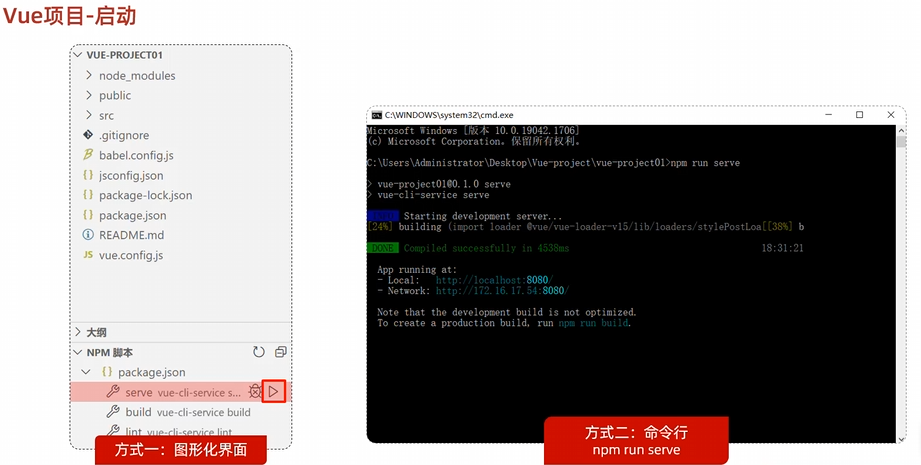 Vue项目-启动
VUE-PROJECT01
node_modules
public
src
.gitignore
babel.config.js
jsconfig.json
package-lock.json
package.json
README.md
JS vue.config.js
大纲
NPM 脚本
package.json
serve vue-cli-service s...
build vue-cli-service build
lint vue-cli-service lint
方式一：图形化界面
C:\WINDOWS\system32\cmd.exe
Microsoft Windows [版本 10.0.19042.1706]
(c) Microsoft Corporation。保留所有权利。
C:\Users\Administrator\Desktop\Vue-project\vue-project01>npm run serve
> vue-project01@0.1.0 serve
> vue-cli-service serve
Starting development server...
[24%] building (import loader @vue/vue-loader-v15/lib/loaders/stylePostLoa[[38%] b
DONE Compiled successfully in 4538ms 18:31:21
App running at:
- Local: http://localhost:8080/
- Network: http://172.16.17.54:8080/
Note that the development build is not optimized.
To create a production build, run npm run build.
方式二：命令行
npm run serve